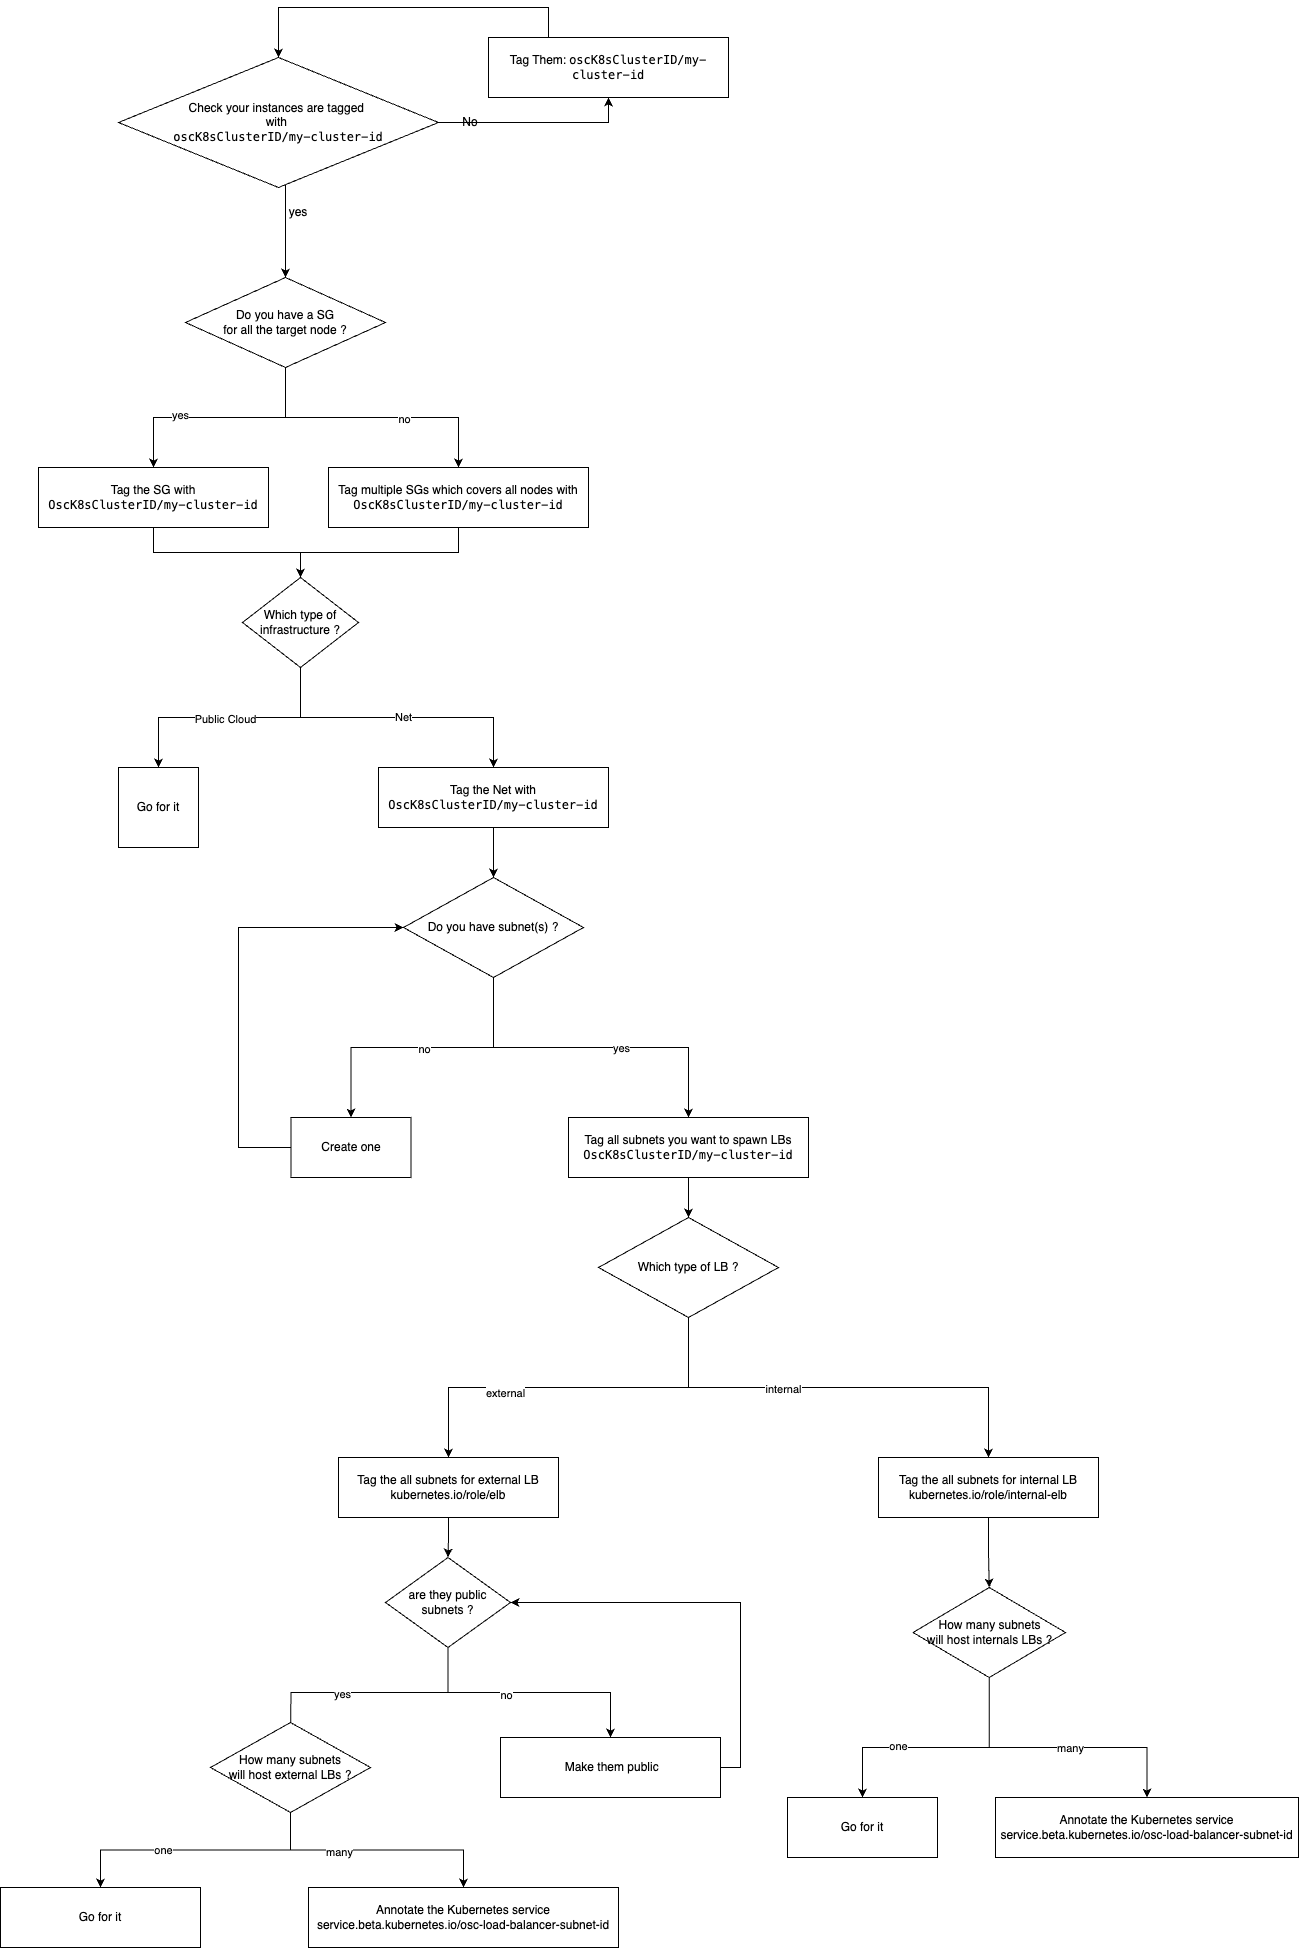 Tag Them: oscK8sClusterID/my-
cluster-id
Check your instances are tagged
with
oscK8sClusterID/my-cluster-id
No
yes
Do you have a SG
for all the target node ?
yes
no
Tag the SG with
OscK8sClusterID/my-cluster-id
Tag multiple SGs which covers all nodes with
OscK8sClusterID/my-cluster-id
Which type of
infrastructure ?
Public Cloud
Net
Go for it
Tag the Net with
OscK8sClusterID/my-cluster-id
Do you have subnet(s) ?
no
yes
Create one
Tag all subnets you want to spawn LBs
OscK8sClusterID/my-cluster-id
Which type of LB ?
external
internal
Tag the all subnets for external LB
kubernetes.io/role/elb
Tag the all subnets for internal LB
kubernetes.io/role/internal-elb
are they public
subnets ?
How many subnets
will host internals LBs ?
yes
no
How many subnets
will host external LBs ?
Make them public
one
many
Go for it
Annotate the Kubernetes service
service.beta.kubernetes.io/osc-load-balancer-subnet-id
one
many
Go for it
Annotate the Kubernetes service
service.beta.kubernetes.io/osc-load-balancer-subnet-id